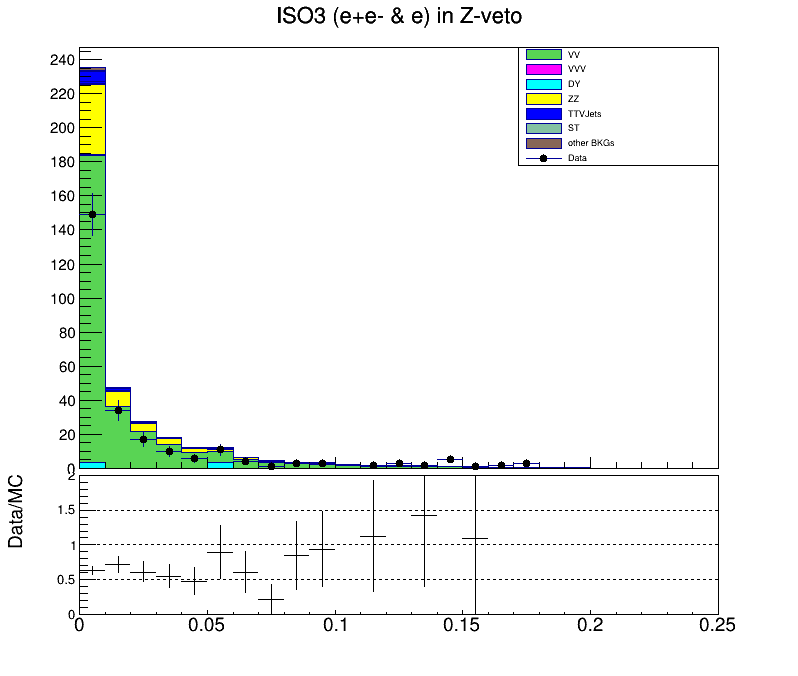 ISO3 (e+e- & e) in Z-veto
240
220
200
180
160
140
120
100
80
60
40
20
0
VV
VVV
DY
ZZ
TTVJets
ST
other BKGs
Data
Data/MC
2
1.5
1
0.5
0
0 0.05 0.1 0.15 0.2 0.25